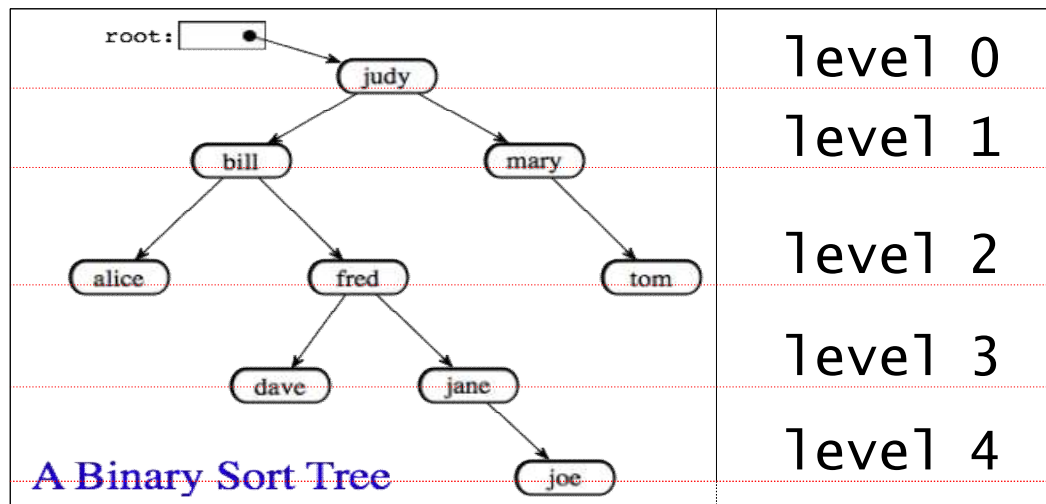 root:
judy
level 0
bill
mary
level 1
alice
fred
tom
level 2
dave
jane
level 3
joe
level 4
A Binary Sort Tree